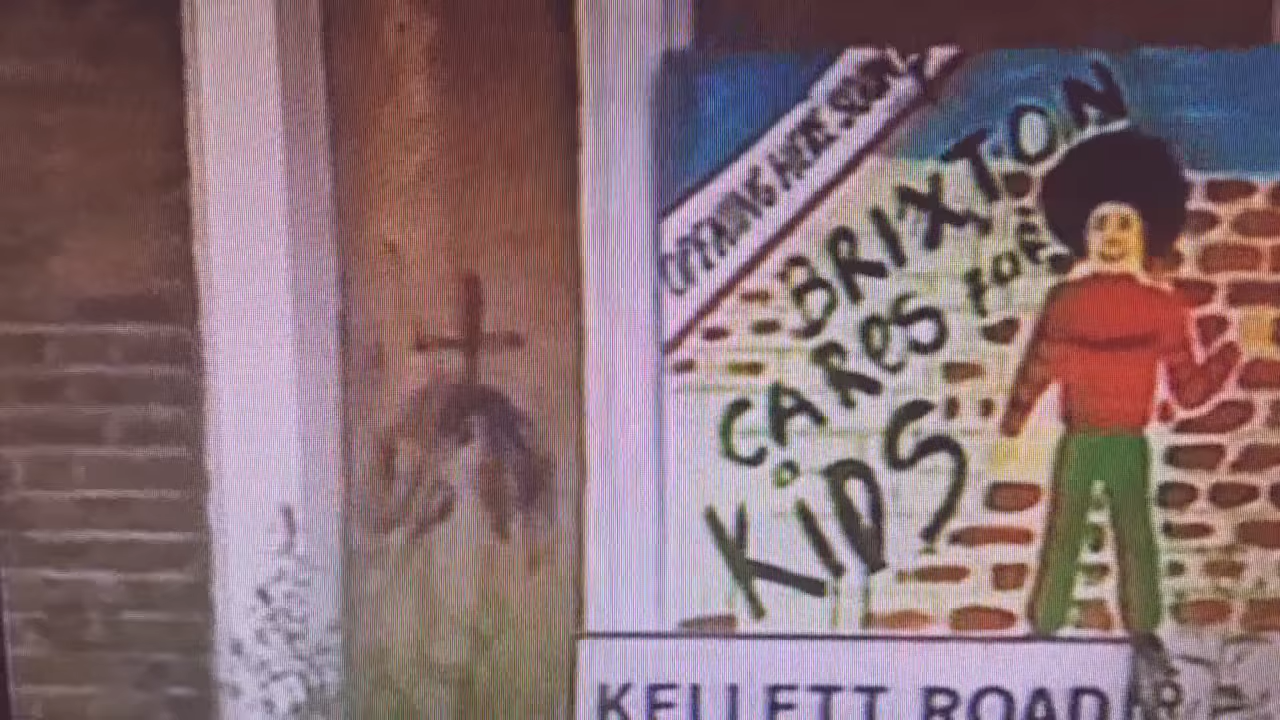 OPENING HERE SOON
BRIXTON
CARES FOR
KIDS
KELLETT ROAD